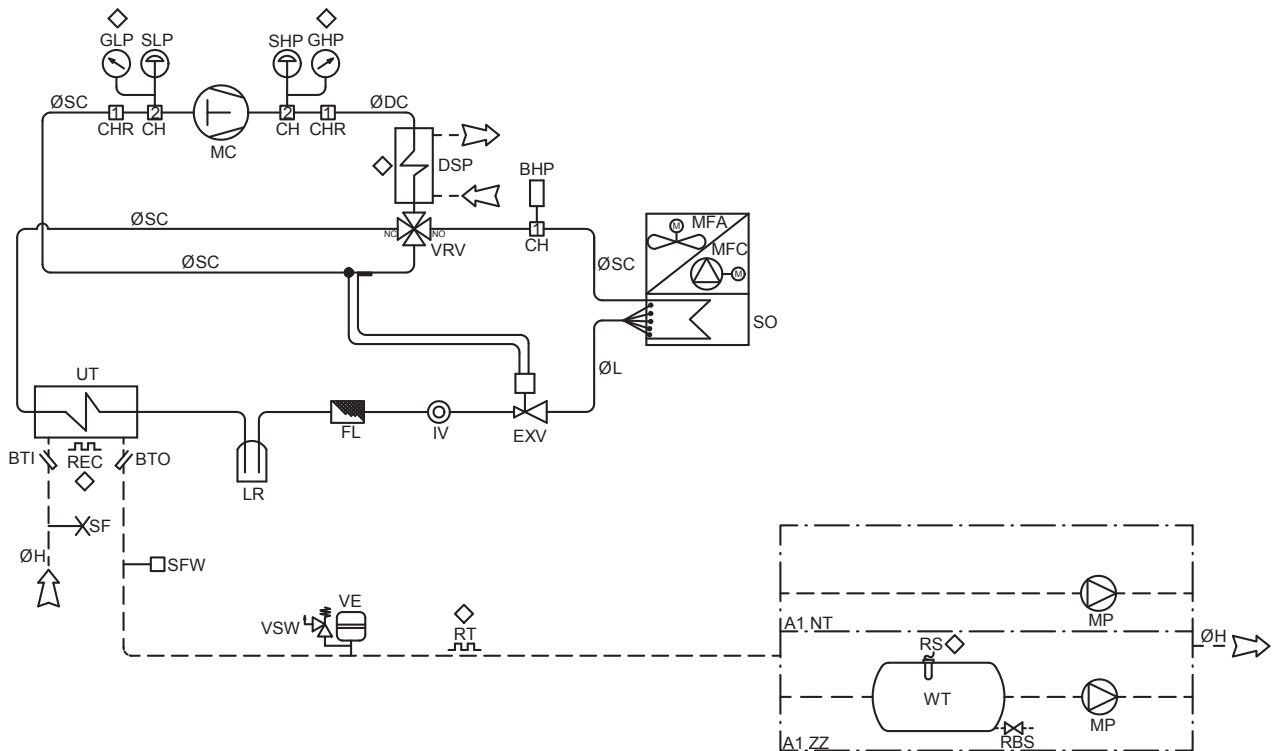 GLP SLP SHP GHP
ØSC 1 2 2 1 ØDC
CHR CH MC CH CHR
DSP
BHP
ØSC
NC NO VRV
1
CH
MFA
M
MFC
M
ØSC ØSC
SO
ØL
UT
FL IV EXV
BTI REC BTO
LR
SF
ØH
SFW
VSW VE RT
A1 NT MP
ØH
RS
WT
MP
A1 ZZ RBS